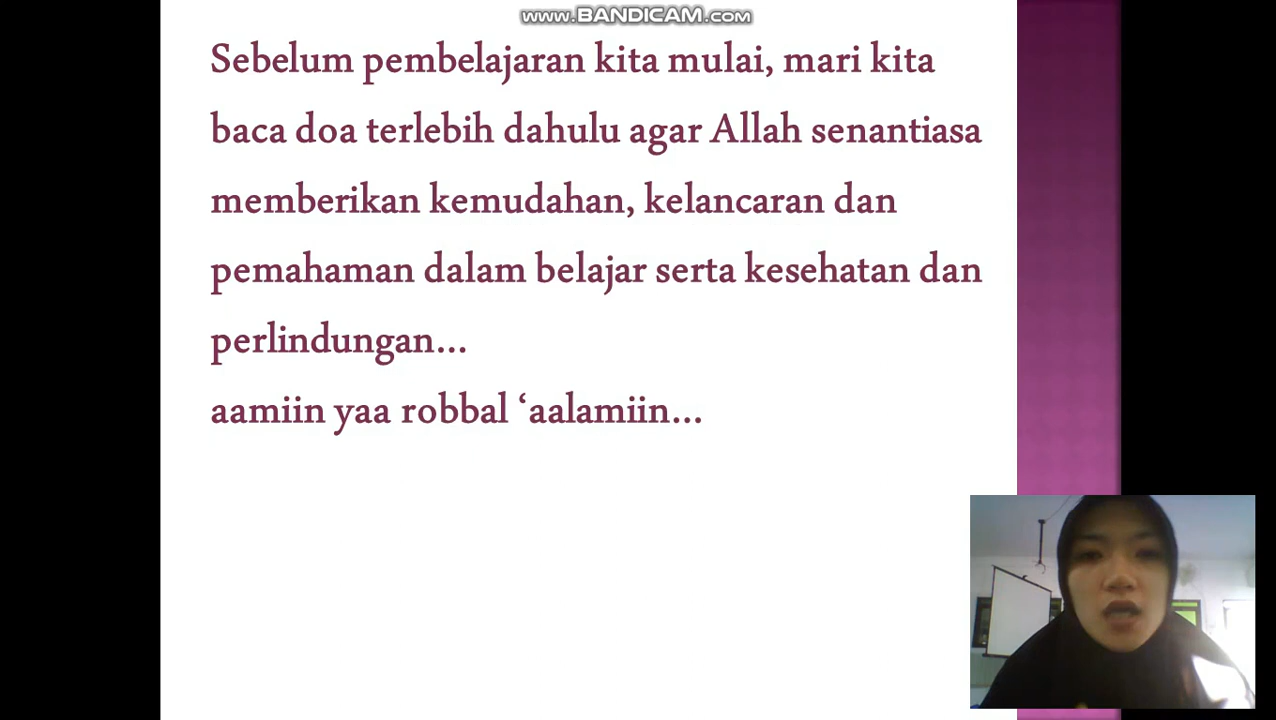 www.BANDICAM.com
Sebelum pembelajaran kita mulai, mari kita
baca doa terlebih dahulu agar Allah senantiasa
memberikan kemudahan, kelancaran dan
pemahaman dalam belajar serta kesehatan dan
perlindungan...
aamiin yaa robbal ‘aalamiin...